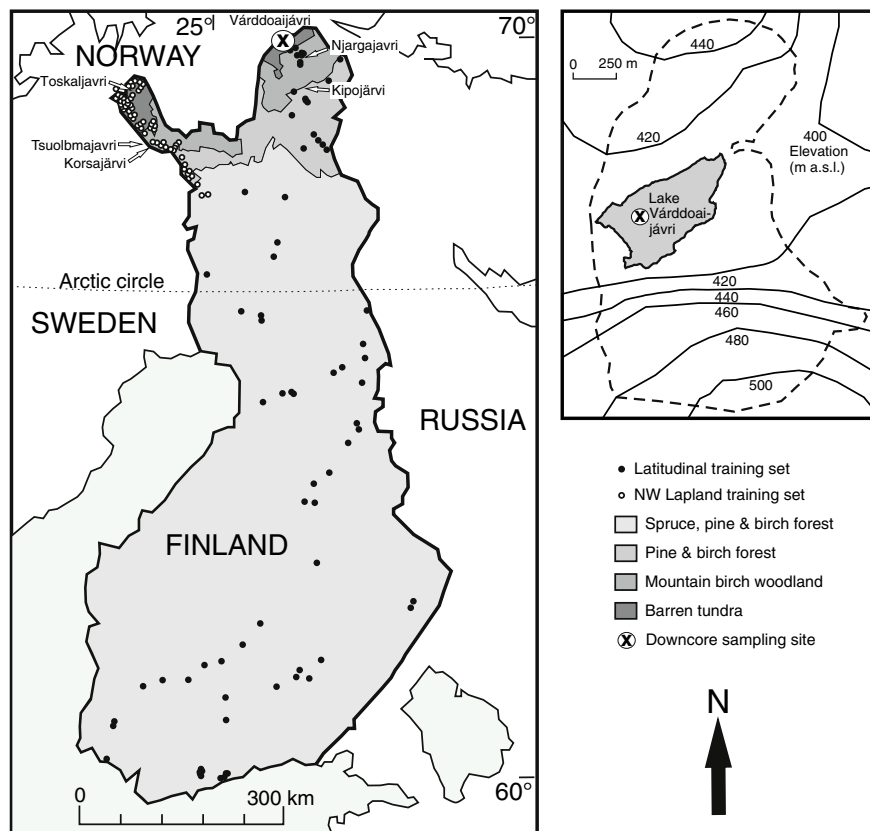 Várddoaijávri
25°
70°
NORWAY
Njargajavri
Toskaljavri
Kipojärvi
Tsuolbmajavri
Korsajärvi
Arctic circle
SWEDEN
RUSSIA
FINLAND
0 300 km
60°
440
0 250 m
420
400
Elevation
(m a.s.l.)
X
Lake
Várddoai-
jávri
420
440
460
480
500
Latitudinal training set
NW Lapland training set
Spruce, pine & birch forest
Pine & birch forest
Mountain birch woodland
Barren tundra
X Downcore sampling site
N